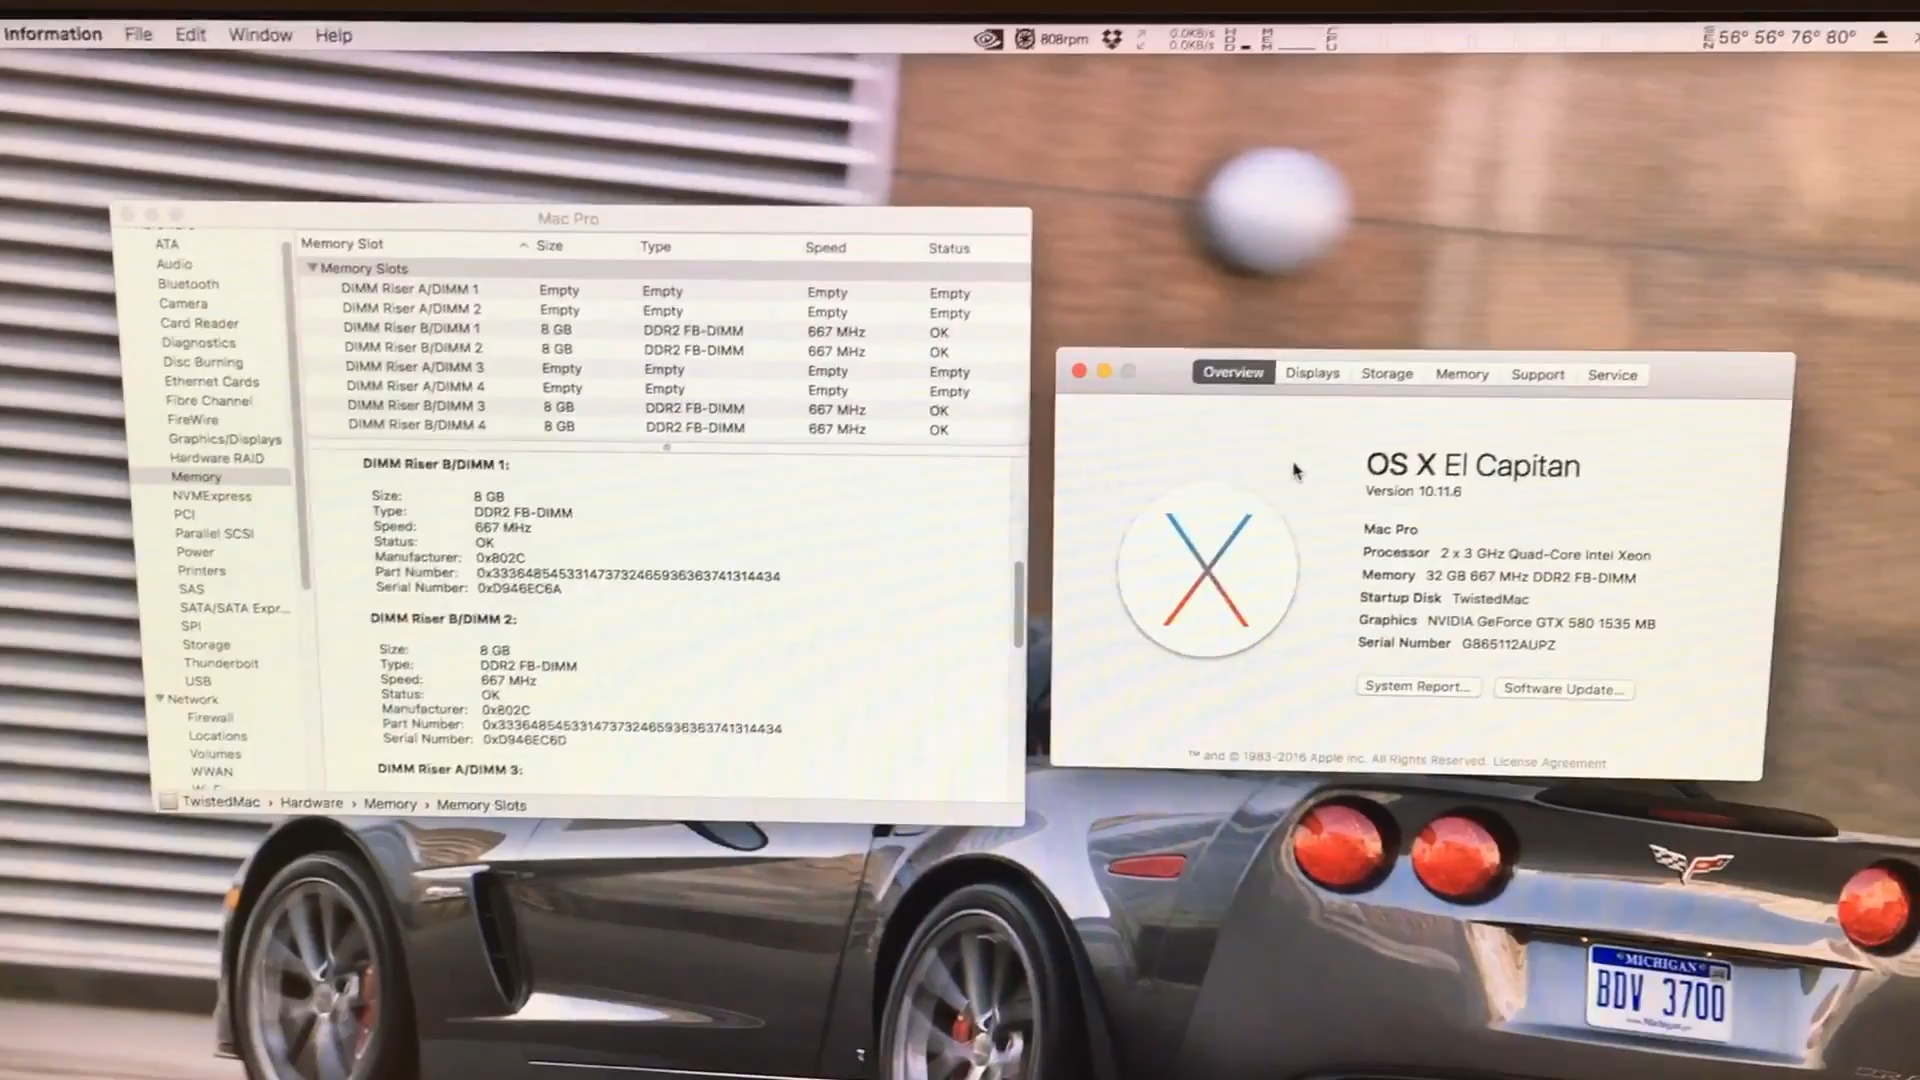 Information File Edit Window Help
808rpm 0.0KB/s 0.0KB/s HDD MEM CPU SEN 56° 56° 76° 80°
Mac Pro
ATA
Audio
Bluetooth
Camera
Card Reader
Diagnostics
Disc Burning
Ethernet Cards
Fibre Channel
FireWire
Graphics/Displays
Hardware RAID
Memory
NVMExpress
PCI
Parallel SCSI
Power
Printers
SAS
SATA/SATA Expr...
SPI
Storage
Thunderbolt
USB
Network
Firewall
Locations
Volumes
WWAN
Memory Slot Size Type Speed Status
Memory Slots
DIMM Riser A/DIMM 1 Empty Empty Empty Empty
DIMM Riser A/DIMM 2 Empty Empty Empty Empty
DIMM Riser B/DIMM 1 8 GB DDR2 FB-DIMM 667 MHz OK
DIMM Riser B/DIMM 2 8 GB DDR2 FB-DIMM 667 MHz OK
DIMM Riser A/DIMM 3 Empty Empty Empty Empty
DIMM Riser A/DIMM 4 Empty Empty Empty Empty
DIMM Riser B/DIMM 3 8 GB DDR2 FB-DIMM 667 MHz OK
DIMM Riser B/DIMM 4 8 GB DDR2 FB-DIMM 667 MHz OK
DIMM Riser B/DIMM 1:
Size: 8 GB
Type: DDR2 FB-DIMM
Speed: 667 MHz
Status: OK
Manufacturer: 0x802C
Part Number: 0x333648545331473732465936363741314434
Serial Number: 0xD946EC6A
DIMM Riser B/DIMM 2:
Size: 8 GB
Type: DDR2 FB-DIMM
Speed: 667 MHz
Status: OK
Manufacturer: 0x802C
Part Number: 0x333648545331473732465936363741314434
Serial Number: 0xD946EC6D
DIMM Riser A/DIMM 3:
TwistedMac › Hardware › Memory › Memory Slots
Overview Displays Storage Memory Support Service
OS X El Capitan
Version 10.11.6
Mac Pro
Processor 2 x 3 GHz Quad-Core Intel Xeon
Memory 32 GB 667 MHz DDR2 FB-DIMM
Startup Disk TwistedMac
Graphics NVIDIA GeForce GTX 580 1535 MB
Serial Number G865112AUPZ
System Report... Software Update...
™ and © 1983-2016 Apple Inc. All Rights Reserved. License Agreement
MICHIGAN
BDV 3700